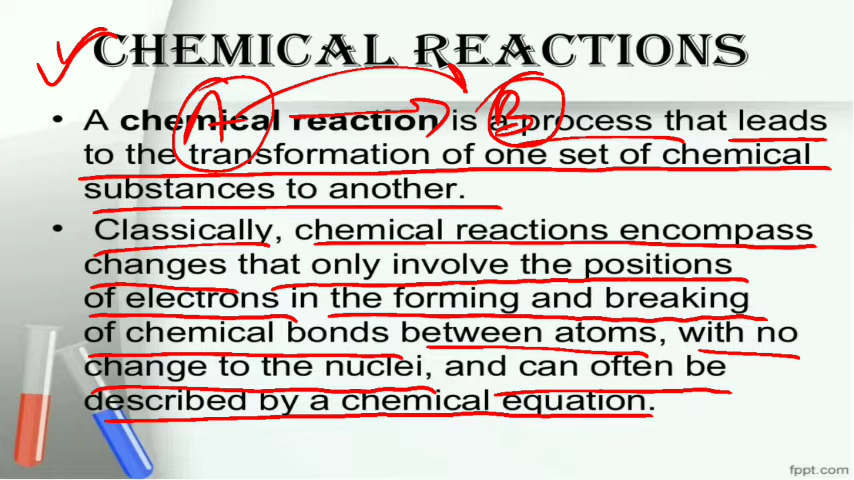 CHEMICAL REACTIONS
• A chemical reaction is a process that leads
to the transformation of one set of chemical
substances to another.
• Classically, chemical reactions encompass
changes that only involve the positions
of electrons in the forming and breaking
of chemical bonds between atoms, with no
change to the nuclei, and can often be
described by a chemical equation.
A
B
fppt.com